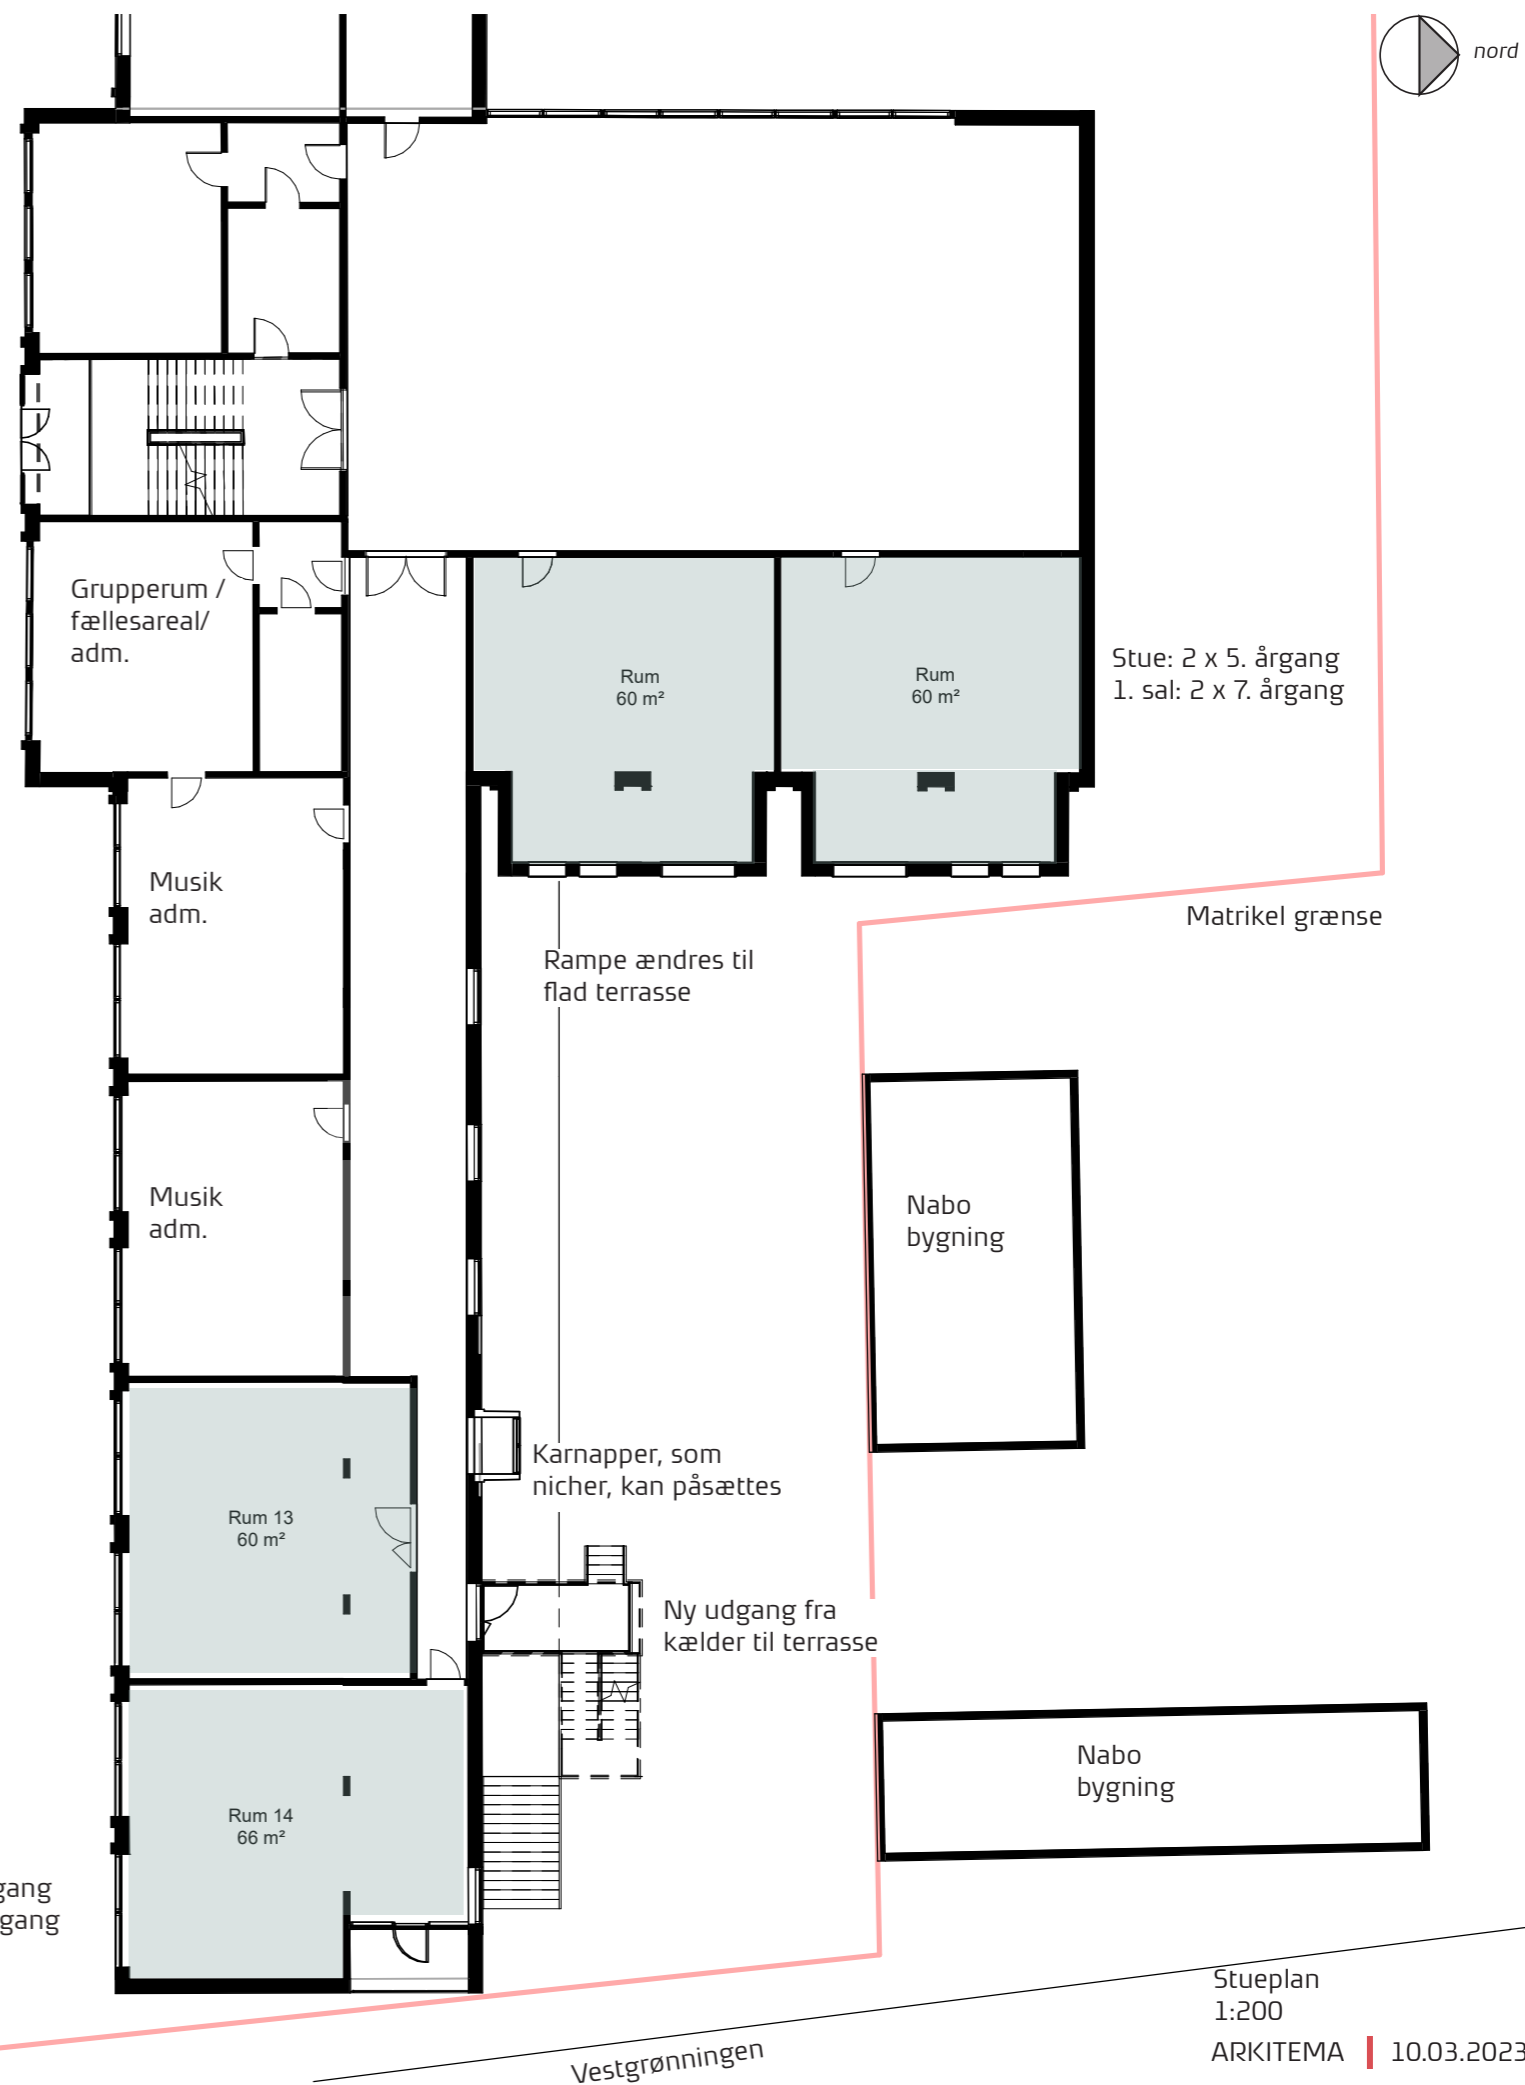 nord
Grupperum /
fællesareal/
adm.
Rum
60 m²
Rum
60 m²
Stue: 2 x 5. årgang
1. sal: 2 x 7. årgang
Musik
adm.
Matrikel grænse
Rampe ændres til
flad terrasse
Musik
adm.
Nabo
bygning
Karnapper, som
nicher, kan påsættes
Rum 13
60 m²
Ny udgang fra
kælder til terrasse
Nabo
bygning
Rum 14
66 m²
gang
gang
Stueplan
1:200
ARKITEMA | 10.03.2023
Vestgrønningen